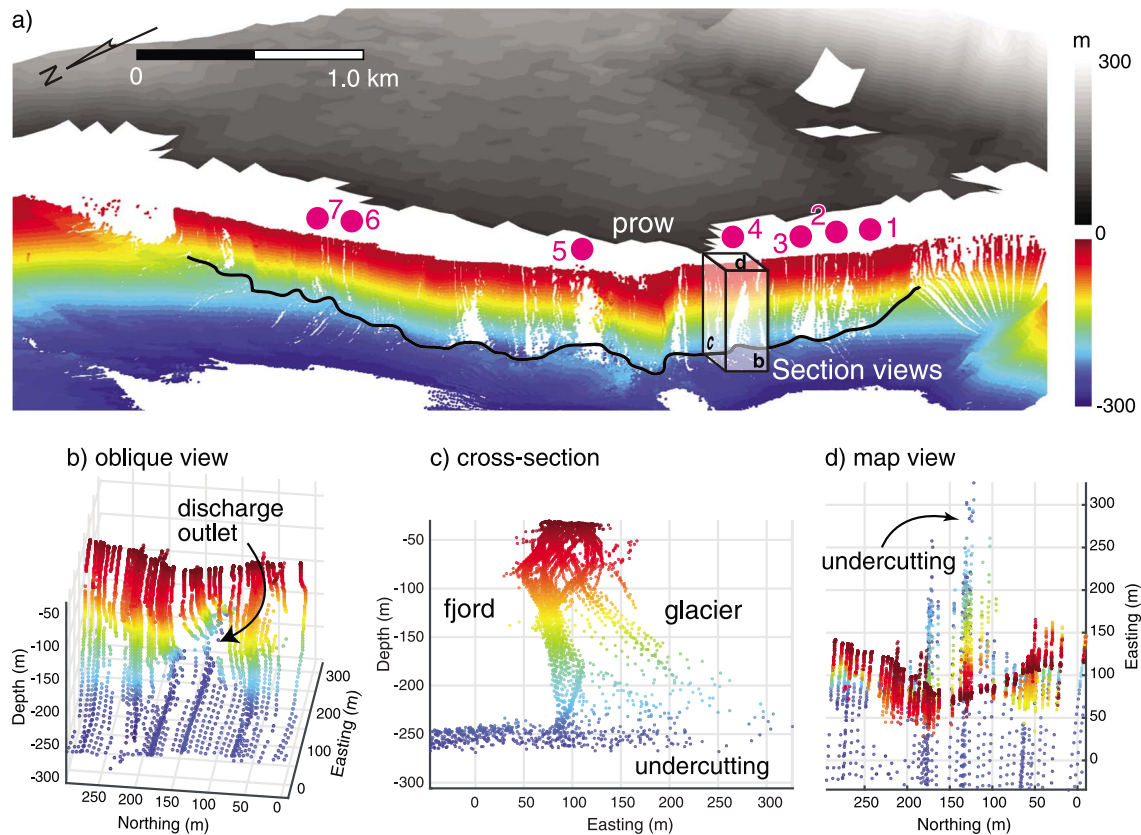 a)
N
0
1.0 km
m
300
0
-300
7
6
5
prow
4
3
2
1
d
c
b
Section views
b) oblique view
discharge
outlet
-50
-100
-150
-200
-250
-300
Depth (m)
250
200
150
100
50
0
Northing (m)
300
200
100
0
Easting (m)
c) cross-section
-50
-100
-150
-200
-250
-300
Depth (m)
fjord
glacier
undercutting
0
50
100
150
200
250
300
Easting (m)
d) map view
undercutting
300
250
200
150
100
50
0
Easting (m)
250
200
150
100
50
0
Northing (m)